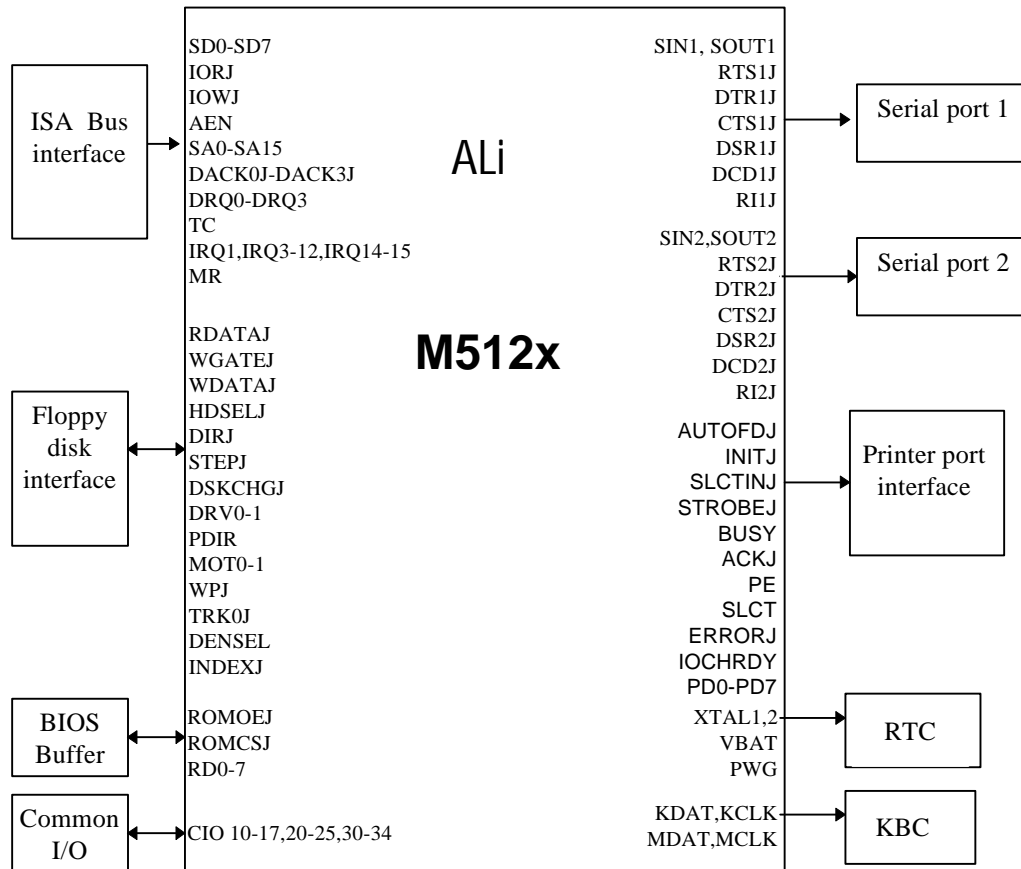 ISA Bus
interface
Floppy
disk
interface
BIOS
Buffer
Common
I/O
SD0-SD7
IORJ
IOWJ
AEN
SA0-SA15
DACK0J-DACK3J
DRQ0-DRQ3
TC
IRQ1,IRQ3-12,IRQ14-15
MR
RDATAJ
WGATEJ
WDATAJ
HDSELJ
DIRJ
STEPJ
DSKCHGJ
DRV0-1
PDIR
MOT0-1
WPJ
TRK0J
DENSEL
INDEXJ
ROMOEJ
ROMCSJ
RD0-7
CIO 10-17,20-25,30-34
ALi
M512x
SIN1, SOUT1
RTS1J
DTR1J
CTS1J
DSR1J
DCD1J
RI1J
SIN2,SOUT2
RTS2J
DTR2J
CTS2J
DSR2J
DCD2J
RI2J
AUTOFDJ
INITJ
SLCTINJ
STROBEJ
BUSY
ACKJ
PE
SLCT
ERRORJ
IOCHRDY
PD0-PD7
XTAL1,2
VBAT
PWG
KDAT,KCLK
MDAT,MCLK
Serial port 1
Serial port 2
Printer port
interface
RTC
KBC